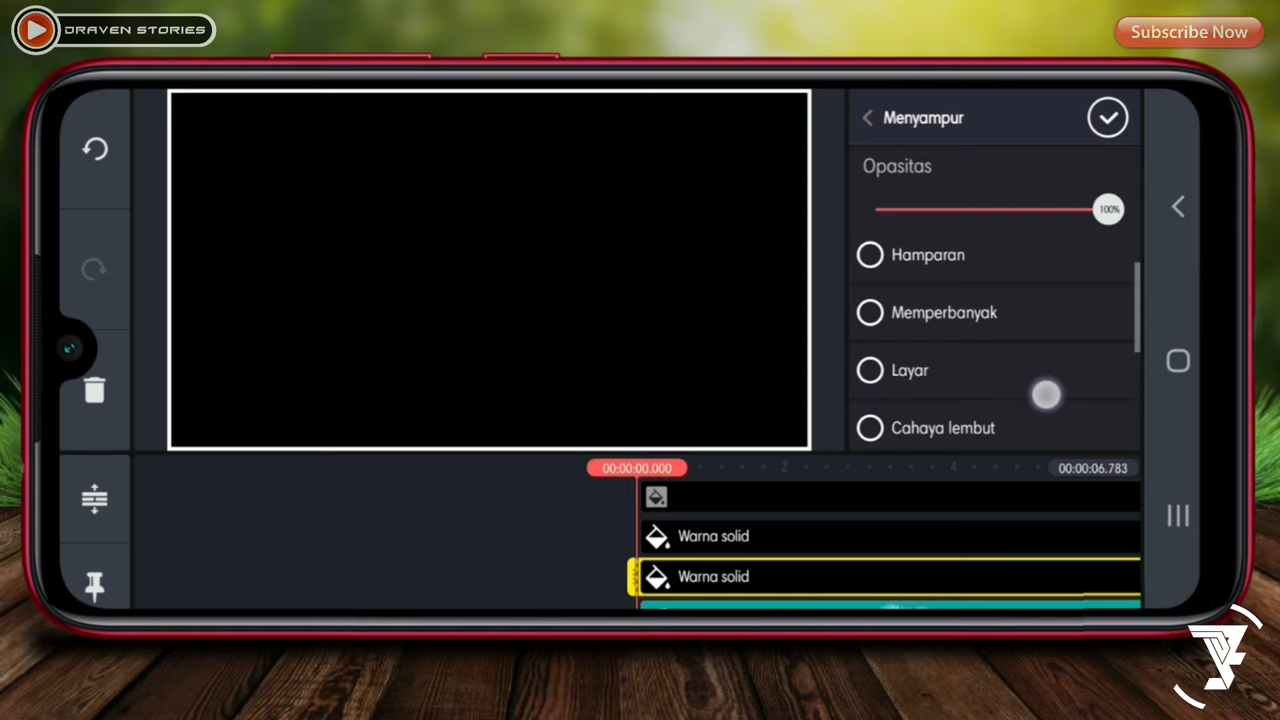 DRAVEN STORIES
Subscribe Now
Menyampur
Opasitas
100%
Hamparan
Memperbanyak
Layar
Cahaya lembut
00:00:00.000
2
4
00:00:06.783
Warna solid
Warna solid